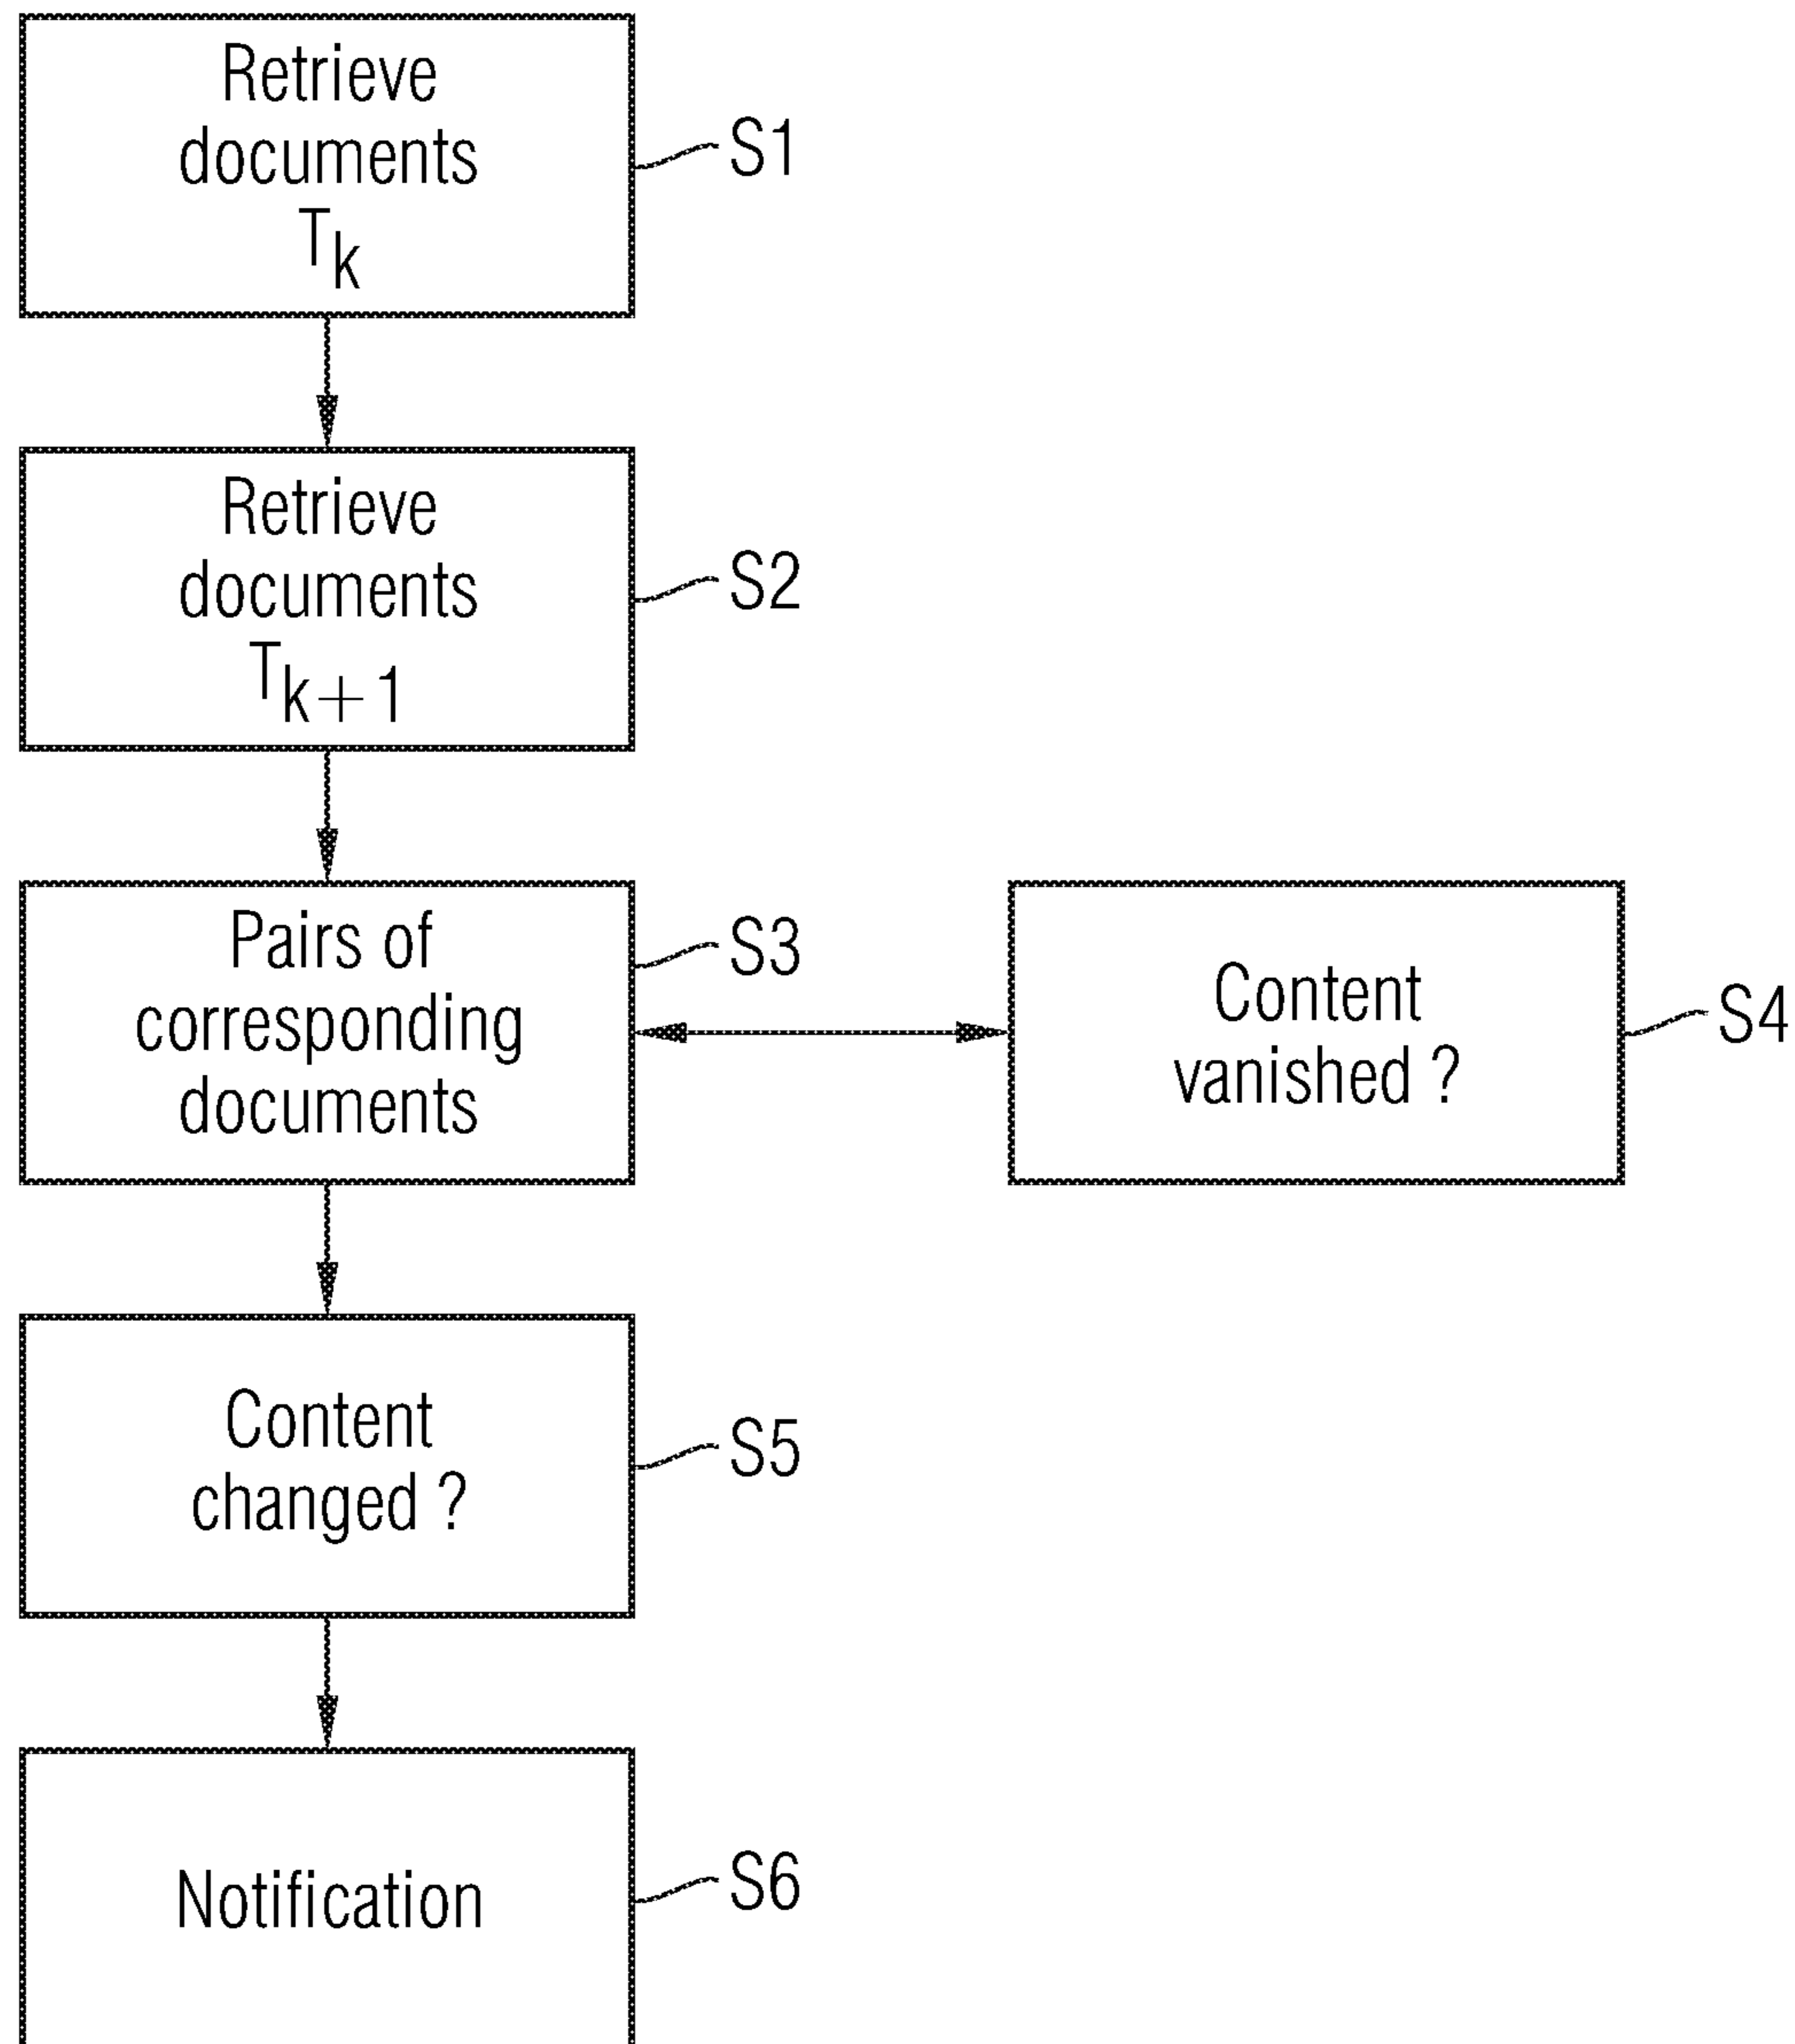 Retrieve
documents
Tk
S1
Retrieve
documents
Tk+1
S2
Pairs of
corresponding
documents
S3
Content
vanished ?
S4
Content
changed ?
S5
Notification
S6